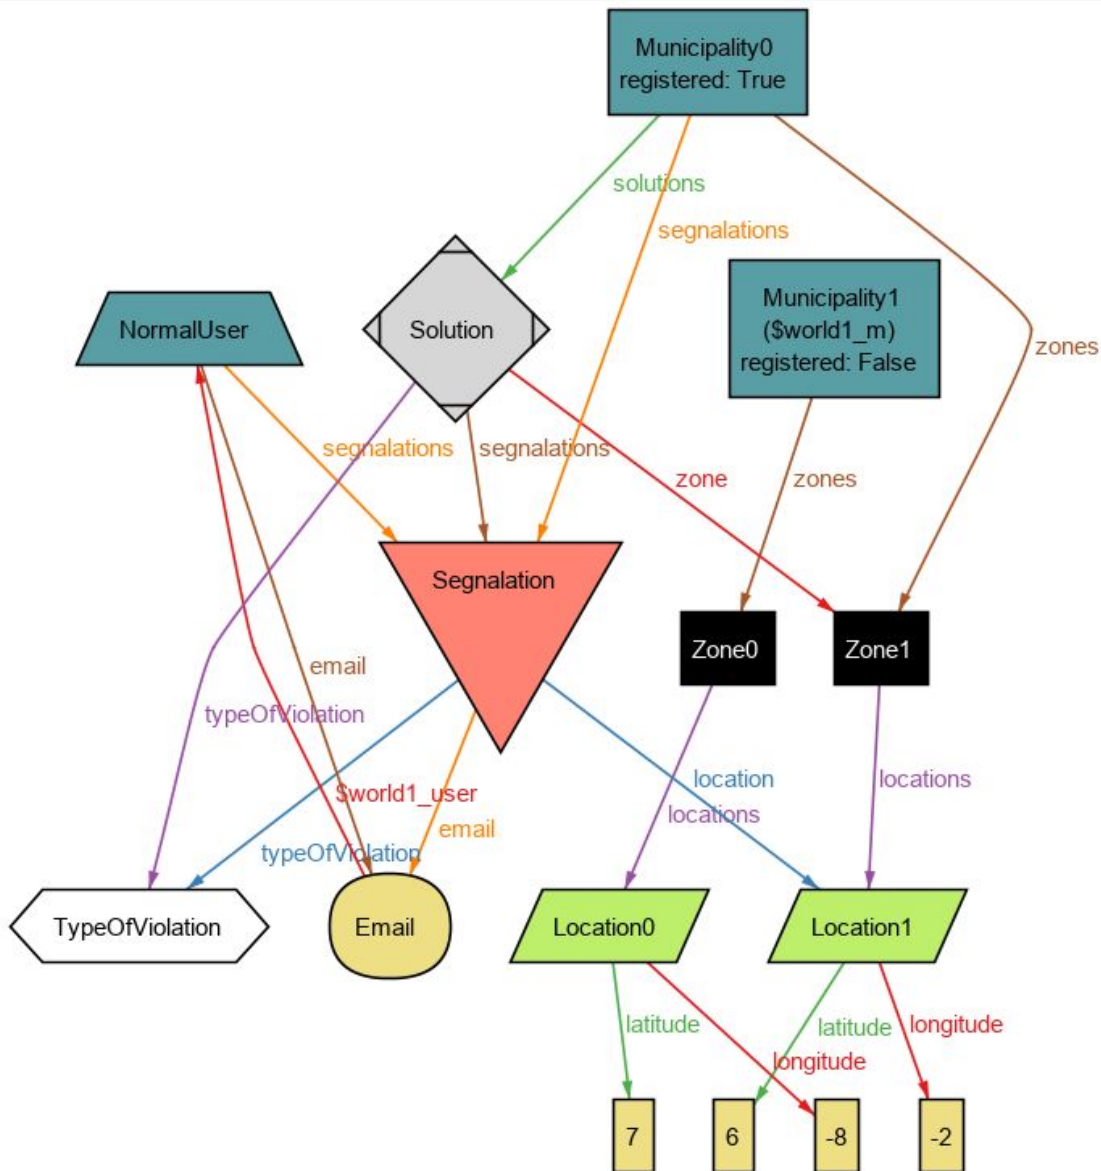 Municipality0
registered: True
solutions
segnalations
Municipality1
($world1_m)
registered: False
NormalUser
Solution
zones
segnalations
segnalations
zone
zones
Segnalation
Zone0
Zone1
email
typeOfViolation
location
locations
$world1_user
locations
email
typeOfViolation
TypeOfViolation
Email
Location0
Location1
latitude
latitude
longitude
longitude
7
6
-8
-2